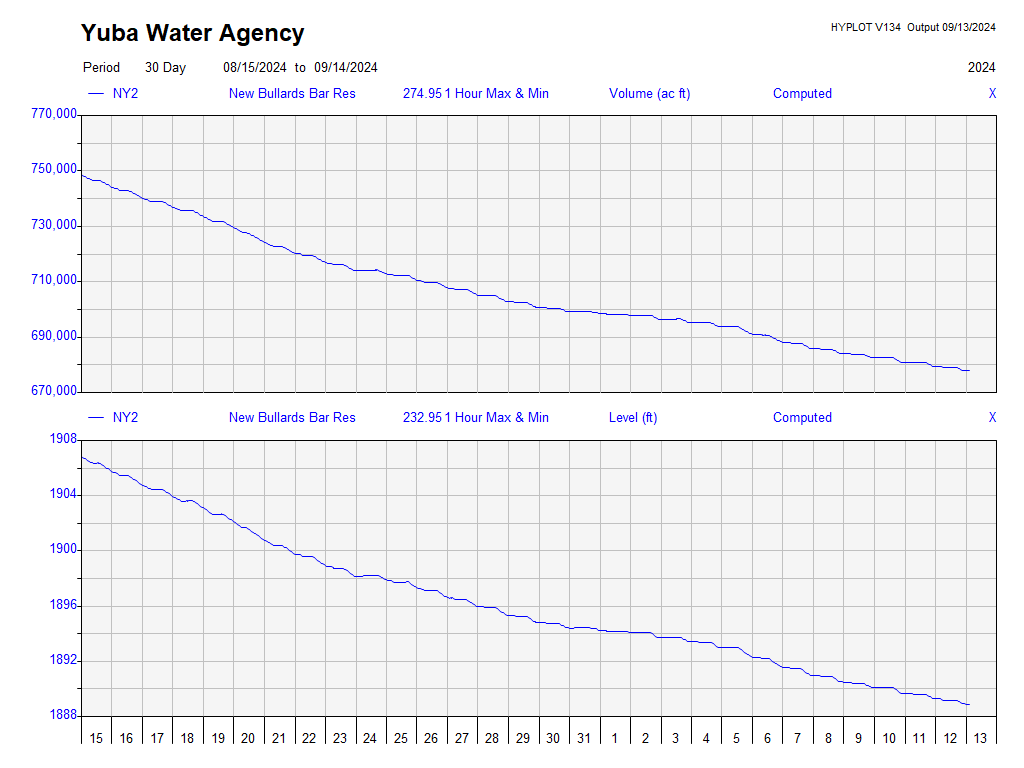 Yuba Water Agency
HYPLOT V134 Output 09/13/2024
Period 30 Day 08/15/2024 to 09/14/2024 2024
NY2 New Bullards Bar Res 274.95 1 Hour Max & Min Volume (ac ft) Computed X
770,000
750,000
730,000
710,000
690,000
670,000
NY2 New Bullards Bar Res 232.95 1 Hour Max & Min Level (ft) Computed X
1908
1904
1900
1896
1892
1888
15 16 17 18 19 20 21 22 23 24 25 26 27 28 29 30 31 1 2 3 4 5 6 7 8 9 10 11 12 13